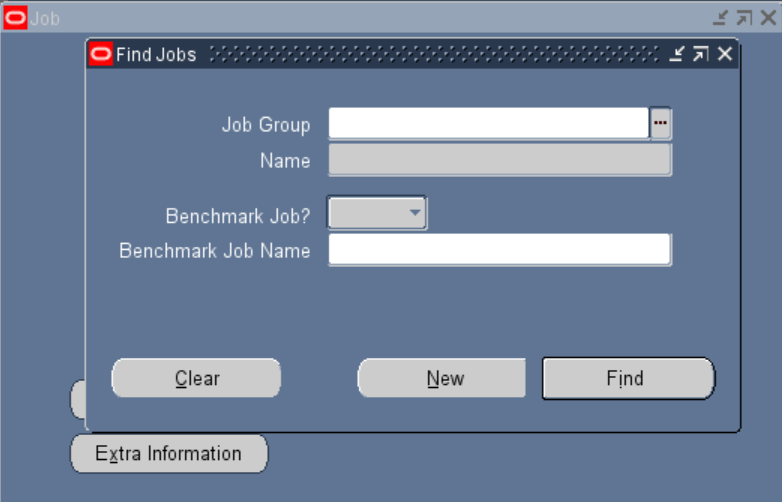 Job
Find Jobs
Job Group
...
Name
Benchmark Job?
Benchmark Job Name
Clear New Find
Extra Information